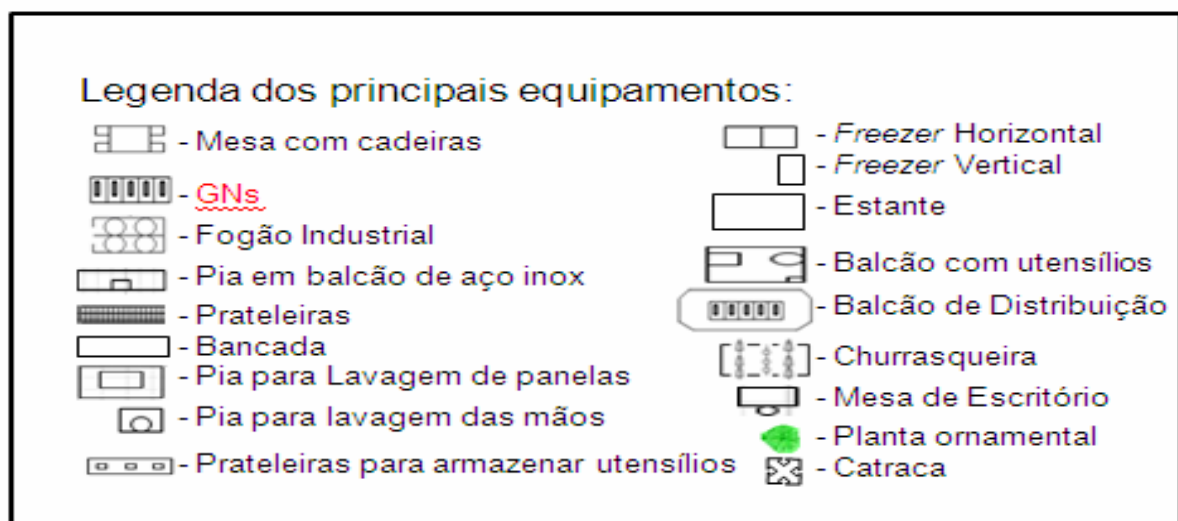 Legenda dos principais equipamentos:
- Mesa com cadeiras
- GNs
- Fogão Industrial
- Pia em balcão de aço inox
- Prateleiras
- Bancada
- Pia para Lavagem de panelas
- Pia para lavagem das mãos
- Prateleiras para armazenar utensílios
- Freezer Horizontal
- Freezer Vertical
- Estante
- Balcão com utensílios
- Balcão de Distribuição
- Churrasqueira
- Mesa de Escritório
- Planta ornamental
- Catraca